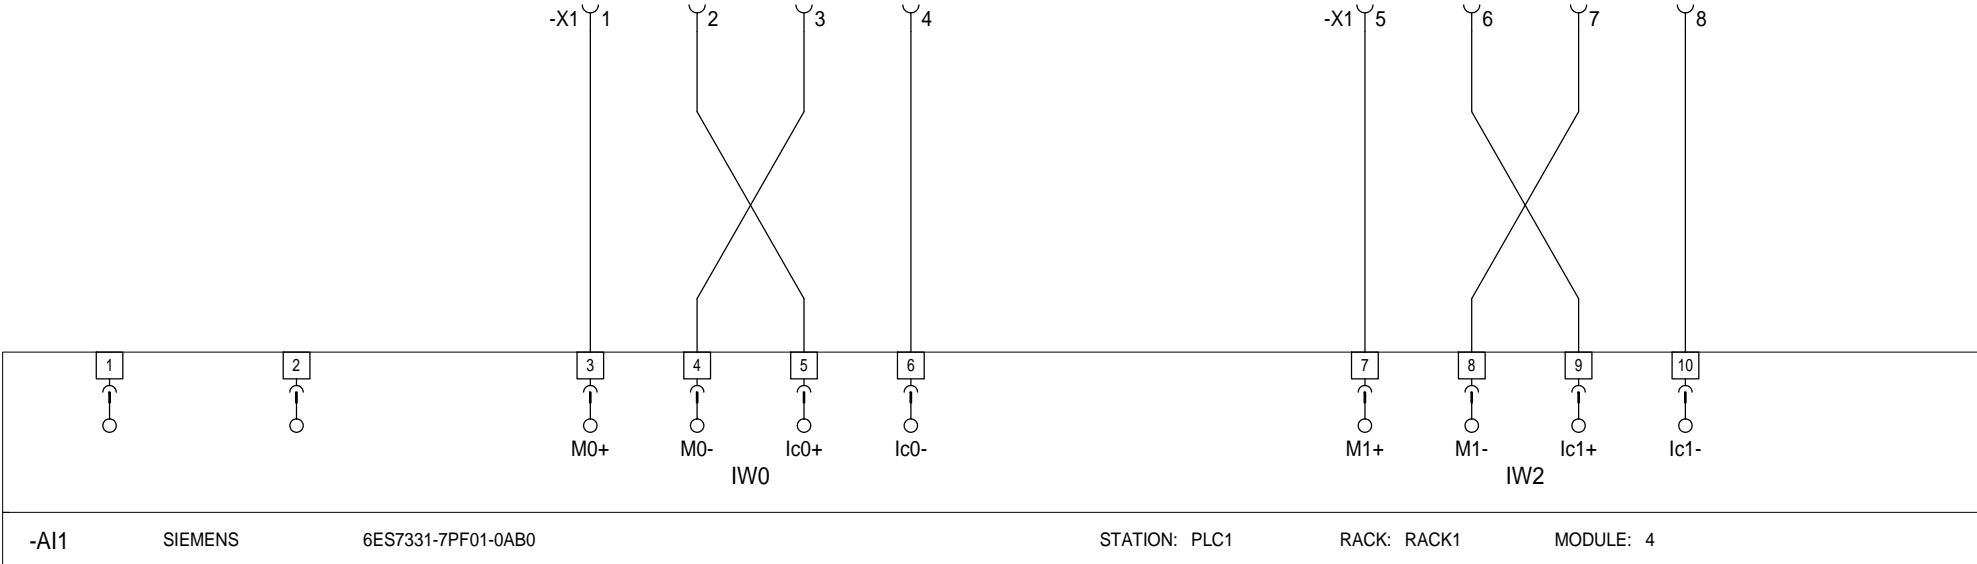 -X1 1 2 3 4 -X1 5 6 7 8
1 2 3 4 5 6 7 8 9 10
M0+ M0- Ic0+ Ic0- M1+ M1- Ic1+ Ic1-
IW0 IW2
-AI1 SIEMENS 6ES7331-7PF01-0AB0 STATION: PLC1 RACK: RACK1 MODULE: 4